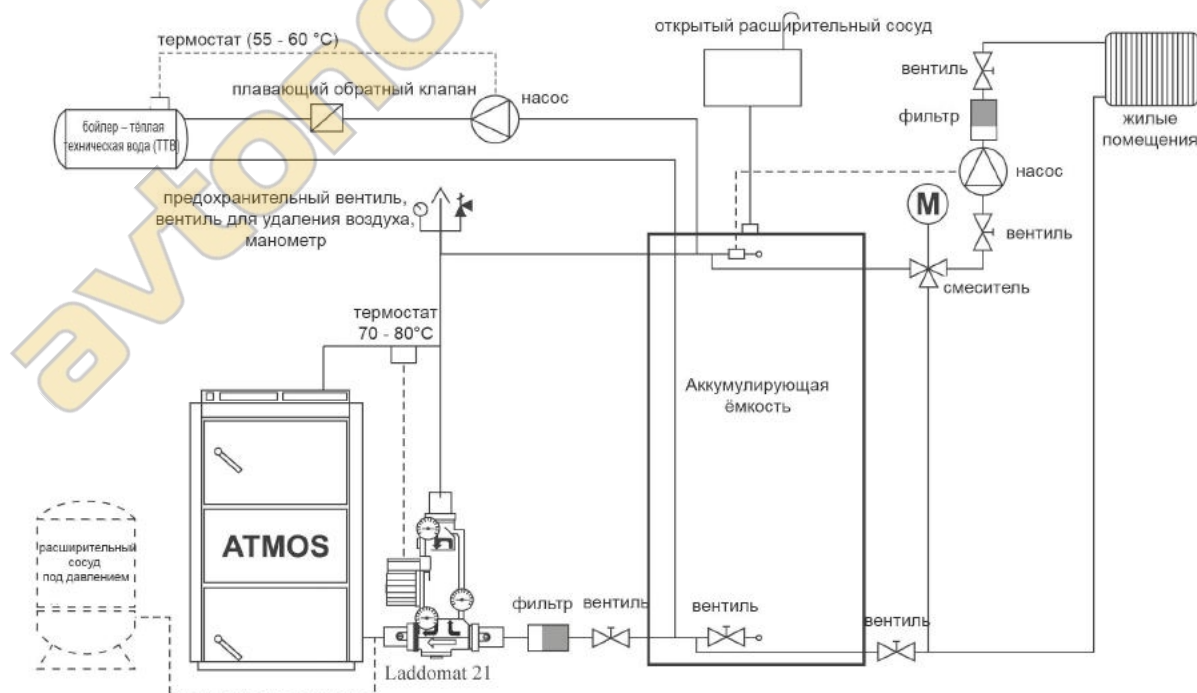 термостат (55 - 60 °C)
открытый расширительный сосуд
плавающий обратный клапан
насос
вентиль
фильтр
жилые
помещения
бойлер – тёплая
техническая вода (ТТВ)
насос
предохранительный вентиль,
вентиль для удаления воздуха,
манометр
M
вентиль
смеситель
термостат
70 - 80°C
Аккумулирующая
ёмкость
ATMOS
расширительный
сосуд
под давлением
фильтр
вентиль
вентиль
вентиль
Laddomat 21
avtono